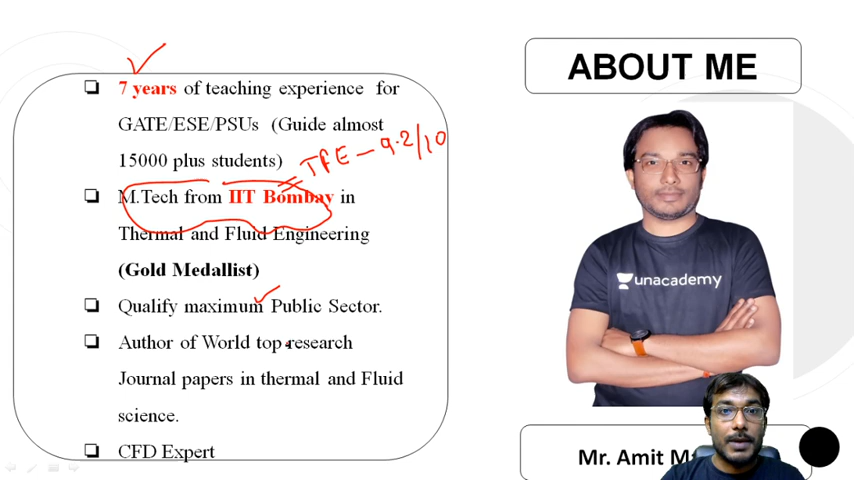 ABOUT ME
7 years of teaching experience for
GATE/ESE/PSUs (Guide almost
15000 plus students)
TFE - 9.2/10
M.Tech from IIT Bombay in
Thermal and Fluid Engineering
(Gold Medallist)
Qualify maximum Public Sector.
Author of World top research
Journal papers in thermal and Fluid
science.
CFD Expert
unacademy
Mr. Amit